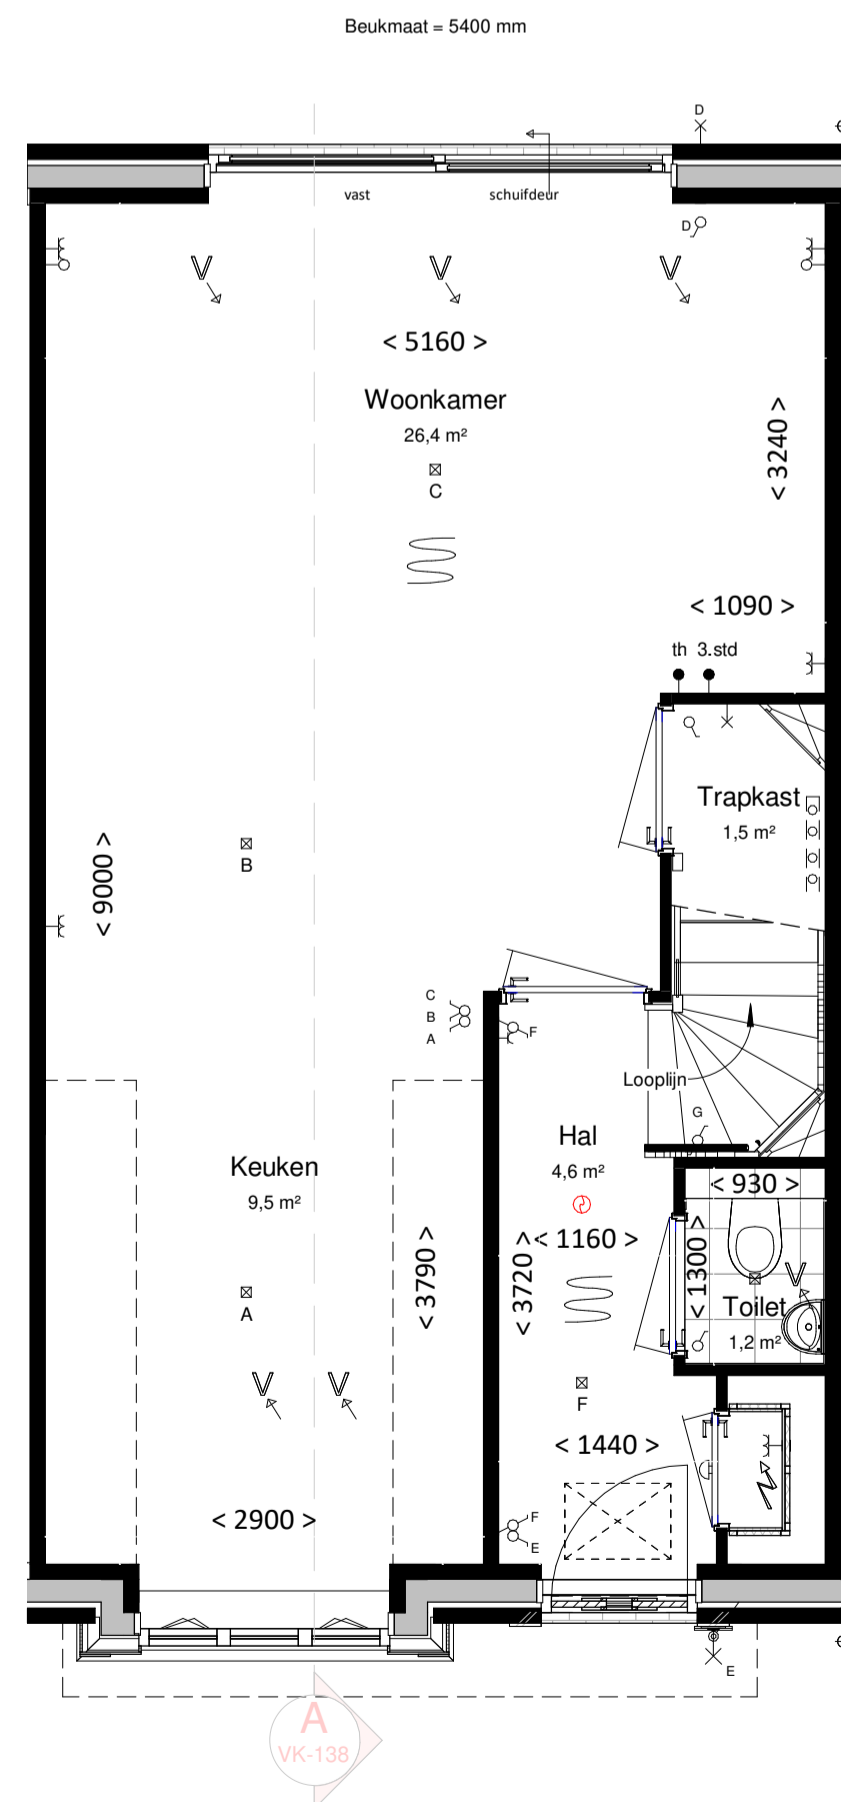 Beukmaat = 5400 mm
D
vast
schuifdeur
D
V
V
V
< 5160 >
Woonkamer
26,4 m²
C
< 3240 >
< 1090 >
th 3.std
Trapkast
1,5 m²
B
< 9000 >
C
B
A
F
Looplijn
G
Hal
4,6 m²
Keuken
9,5 m²
< 930 >
< 1160 >
< 3790 >
< 3720 >
< 1300 >
V
Toilet
1,2 m²
A
V
V
F
< 1440 >
< 2900 >
F
E
E
A
VK-138